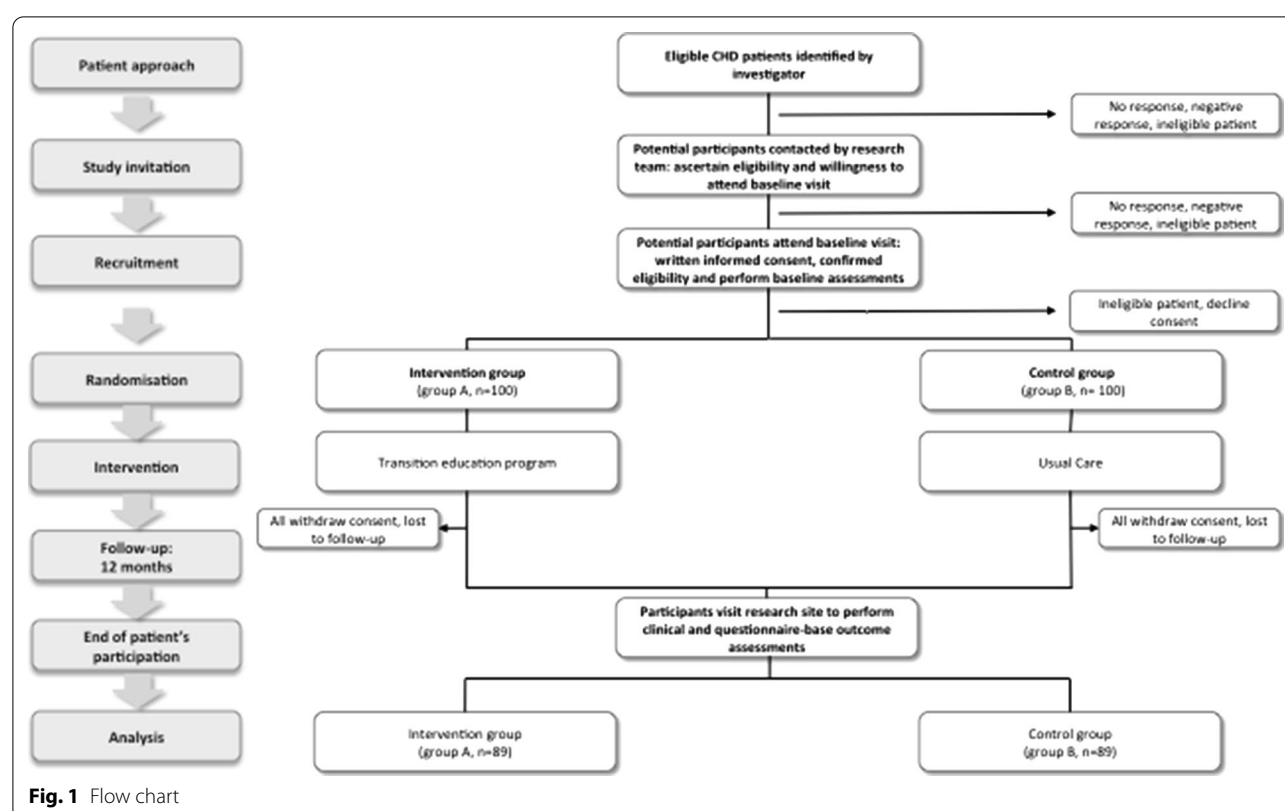 Patient approach
Study invitation
Recruitment
Randomisation
Intervention
Follow-up:
12 months
End of patient's
participation
Analysis
Eligible CHD patients identified by
investigator
No response, negative
response, ineligible patient
Potential participants contacted by research
team: ascertain eligibility and willingness to
attend baseline visit
No response, negative
response, ineligible patient
Potential participants attend baseline visit:
written informed consent, confirmed
eligibility and perform baseline assessments
Ineligible patient, decline
consent
Intervention group
(group A, n=100)
Control group
(group B, n= 100)
Transition education program
Usual Care
All withdraw consent, lost
to follow-up
All withdraw consent, lost
to follow-up
Participants visit research site to perform
clinical and questionnaire-base outcome
assessments
Intervention group
(group A, n=89)
Control group
(group B, n=89)
Fig. 1 Flow chart